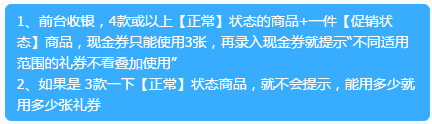 1、前台收银，4款或以上【正常】状态的商品+一件【促销状
态】商品，现金券只能使用3张，再录入现金券就提示“不同适用
范围的礼券不看叠加使用”
2、如果是 3款一下【正常】状态商品，就不会提示，能用多少就
用多少张礼券